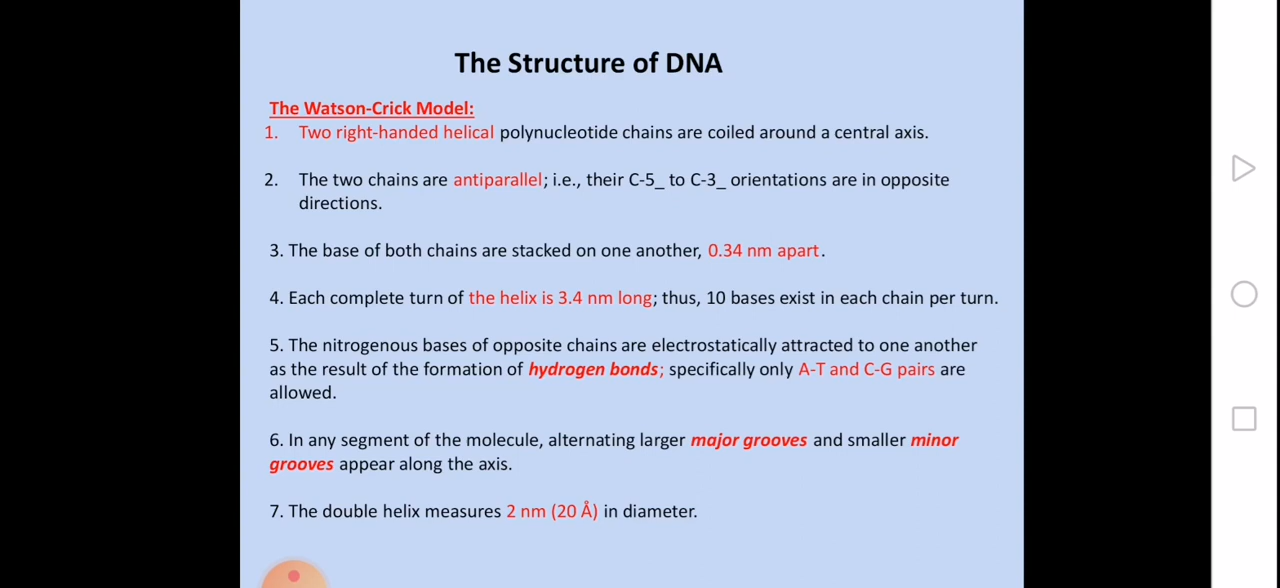 The Structure of DNA
The Watson-Crick Model:
1. Two right-handed helical polynucleotide chains are coiled around a central axis.
2. The two chains are antiparallel; i.e., their C-5_ to C-3_ orientations are in opposite
directions.
3. The base of both chains are stacked on one another, 0.34 nm apart.
4. Each complete turn of the helix is 3.4 nm long; thus, 10 bases exist in each chain per turn.
5. The nitrogenous bases of opposite chains are electrostatically attracted to one another
as the result of the formation of hydrogen bonds; specifically only A-T and C-G pairs are
allowed.
6. In any segment of the molecule, alternating larger major grooves and smaller minor
grooves appear along the axis.
7. The double helix measures 2 nm (20 Å) in diameter.